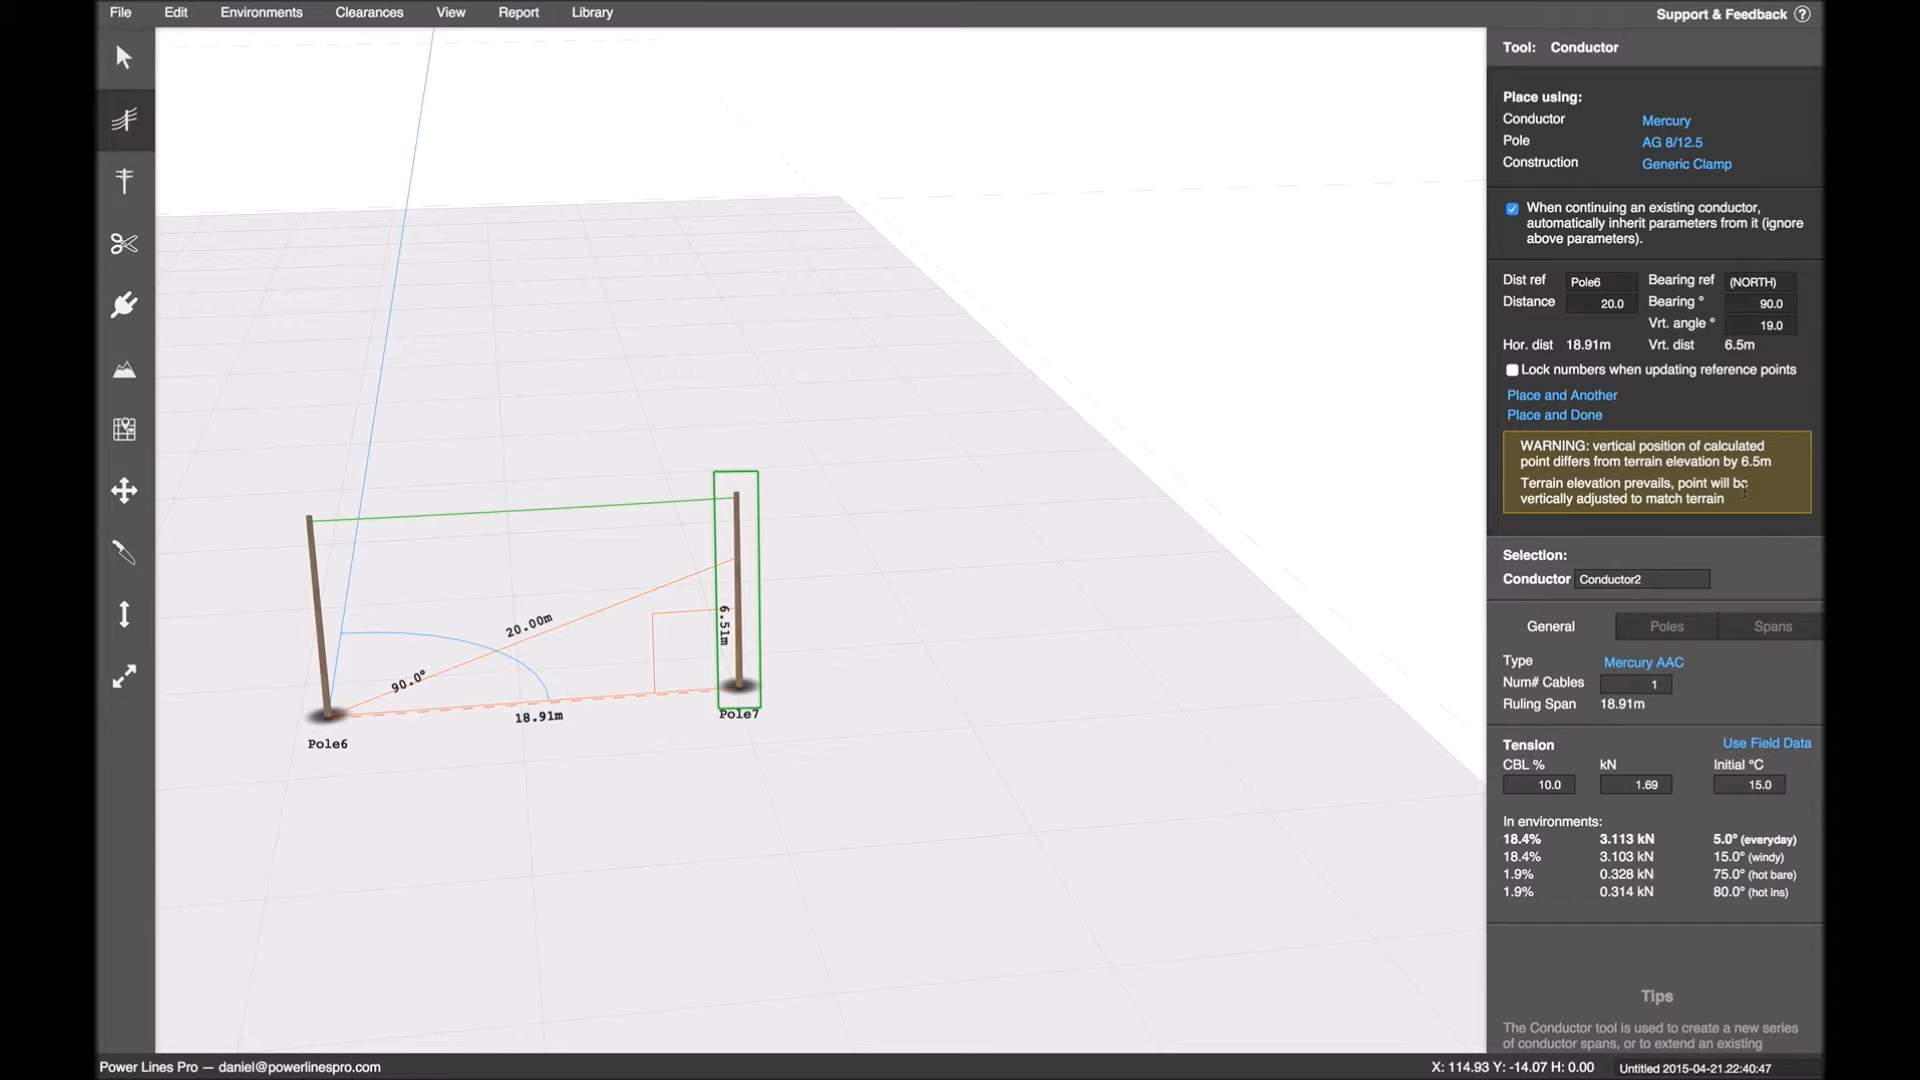 File Edit Environments Clearances View Report Library
Support & Feedback ?
Tool: Conductor
Place using:
Conductor Mercury
Pole AG 8/12.5
Construction Generic Clamp
When continuing an existing conductor,
automatically inherit parameters from it (ignore
above parameters).
Dist ref Pole6 Bearing ref (NORTH)
Distance 20.0 Bearing ° 90.0
Vrt. angle ° 19.0
Hor. dist 18.91m Vrt. dist 6.5m
Lock numbers when updating reference points
Place and Another
Place and Done
WARNING: vertical position of calculated
point differs from terrain elevation by 6.5m
Terrain elevation prevails, point will be
vertically adjusted to match terrain
Selection:
Conductor Conductor2
General Poles Spans
Type Mercury AAC
Num# Cables 1
Ruling Span 18.91m
Tension Use Field Data
CBL % kN Initial °C
10.0 1.69 15.0
In environments:
18.4% 3.113 kN 5.0° (everyday)
18.4% 3.103 kN 15.0° (windy)
1.9% 0.328 kN 75.0° (hot bare)
1.9% 0.314 kN 80.0° (hot ins)
Tips
The Conductor tool is used to create a new series
of conductor spans, or to extend an existing
20.00m
6.51m
90.0°
18.91m
Pole7
Pole6
Power Lines Pro — daniel@powerlinespro.com
X: 114.93 Y: -14.07 H: 0.00 Untitled 2015-04-21.22:40:47